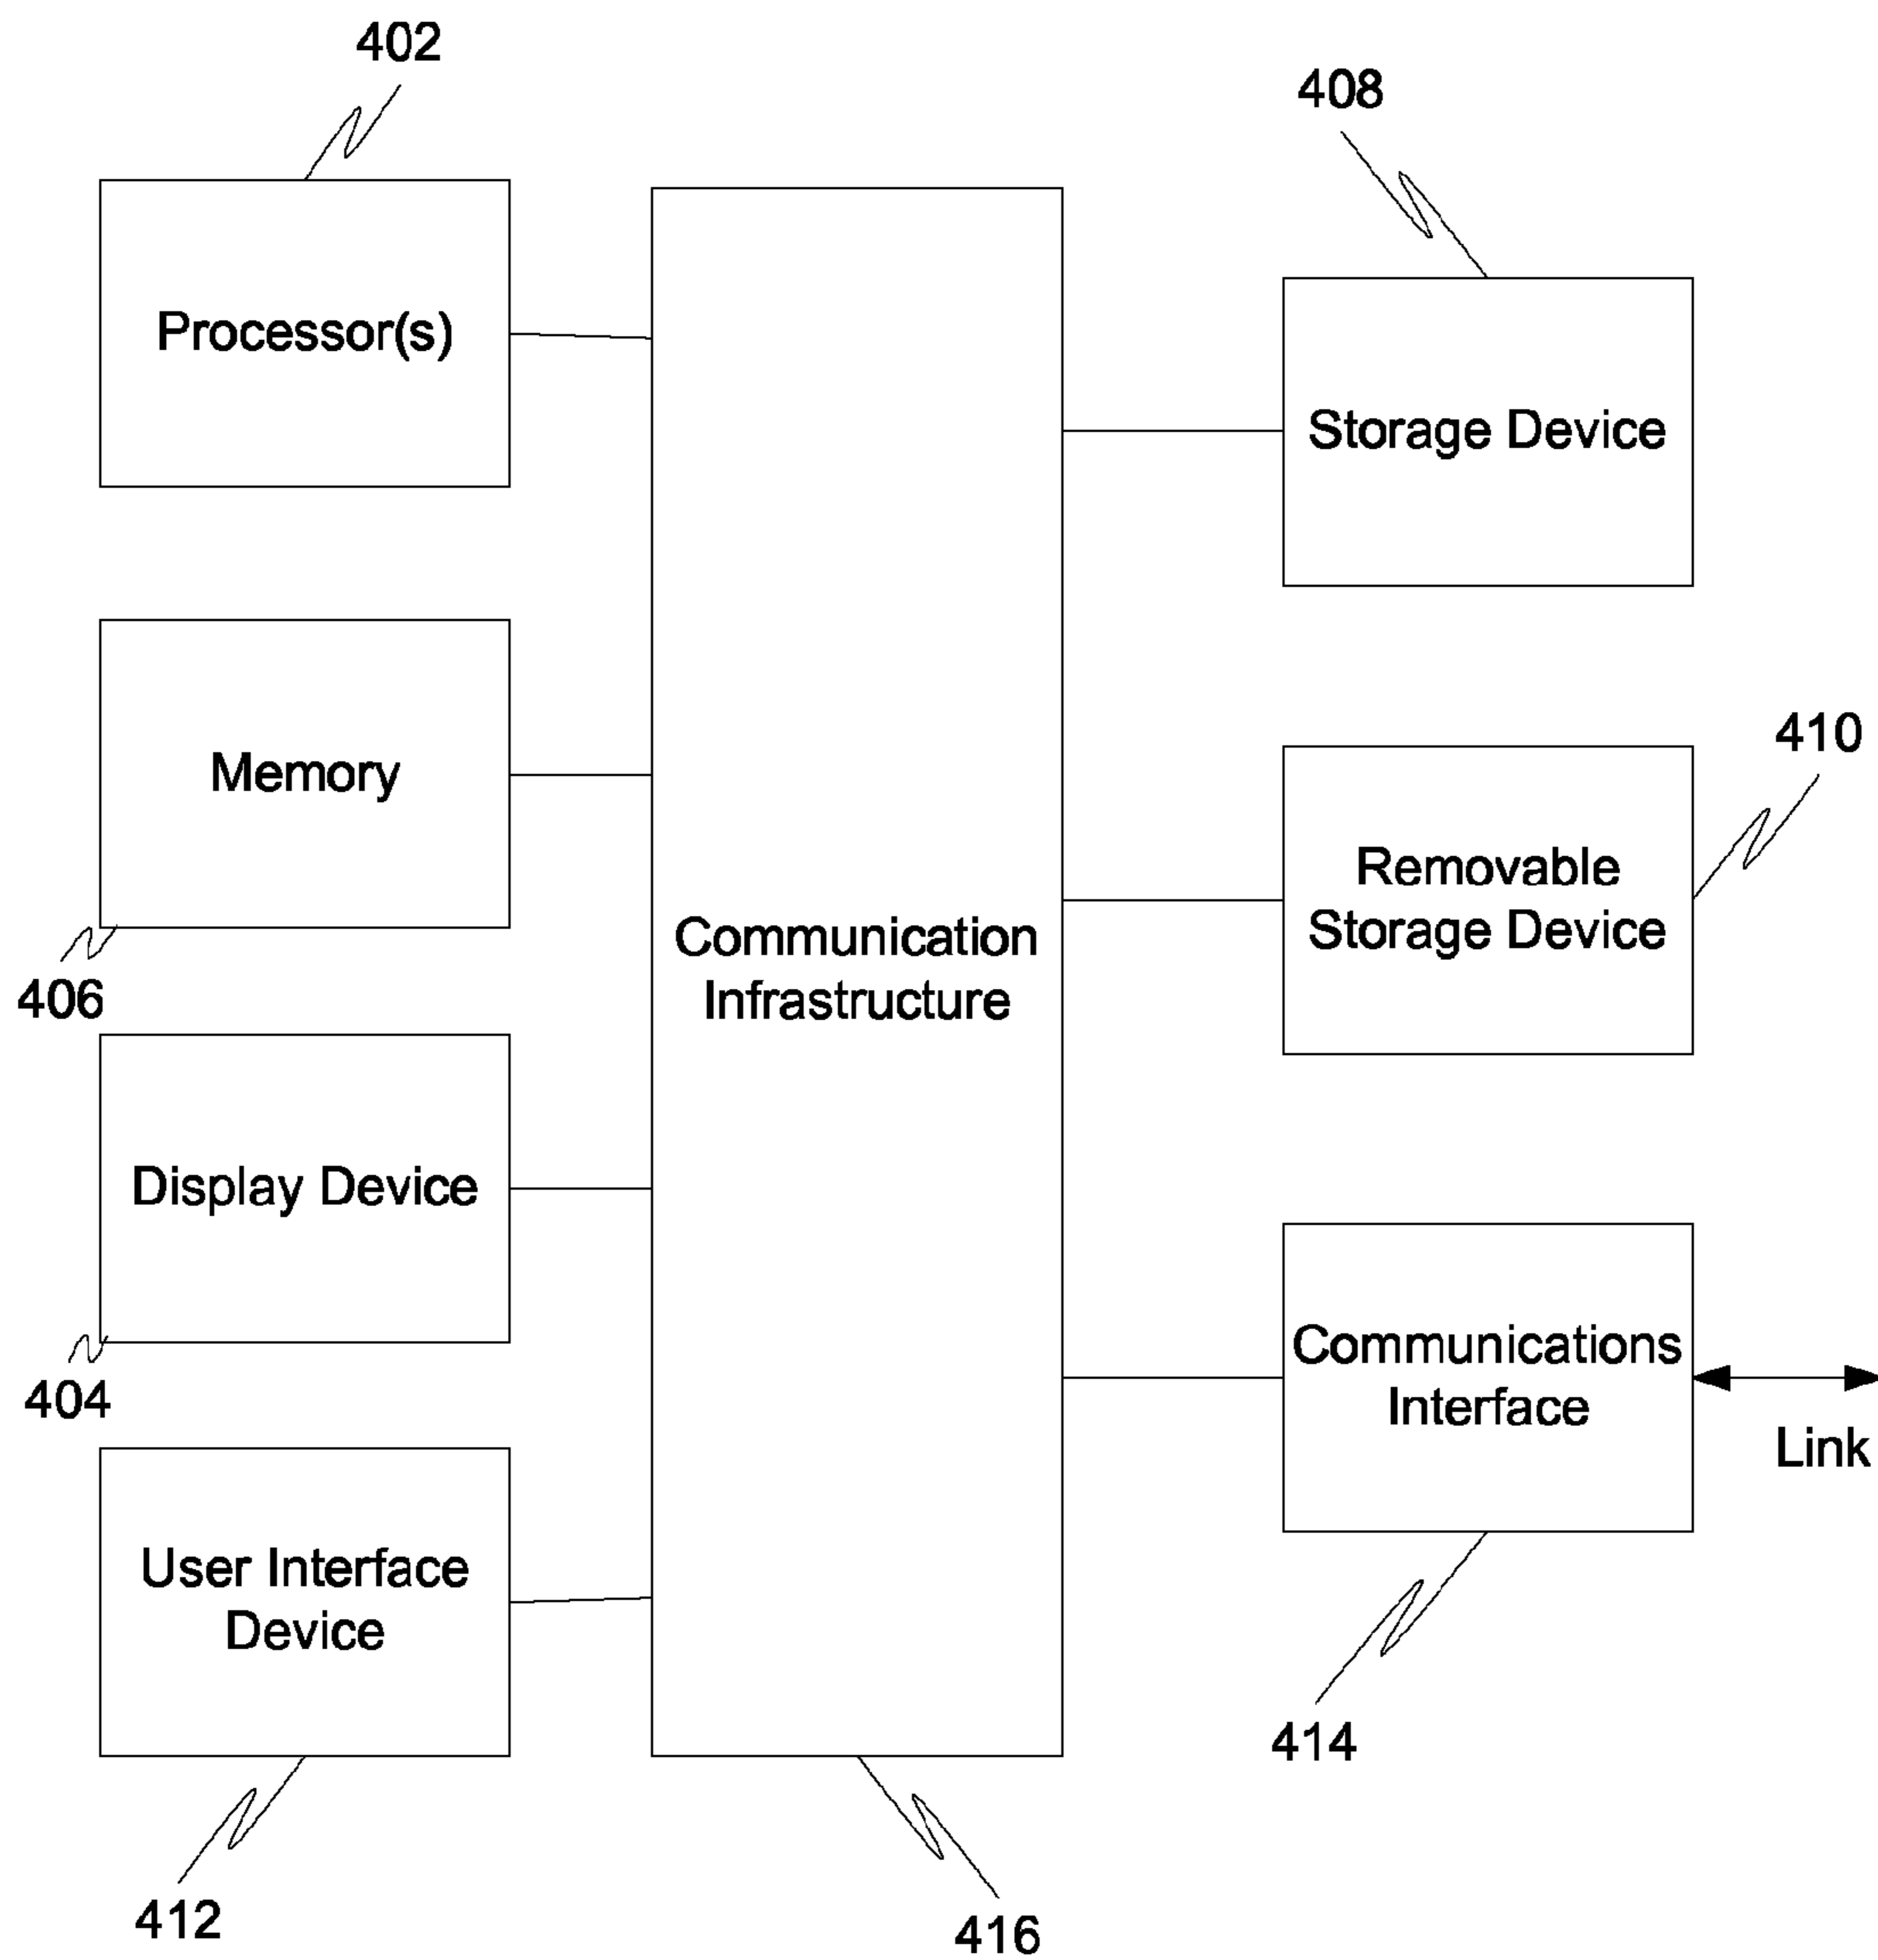 402
408
Processor(s)
Storage Device
Memory
410
Removable
Storage Device
406
Communication
Infrastructure
Display Device
404
Communications
Interface
Link
User Interface
Device
414
412
416